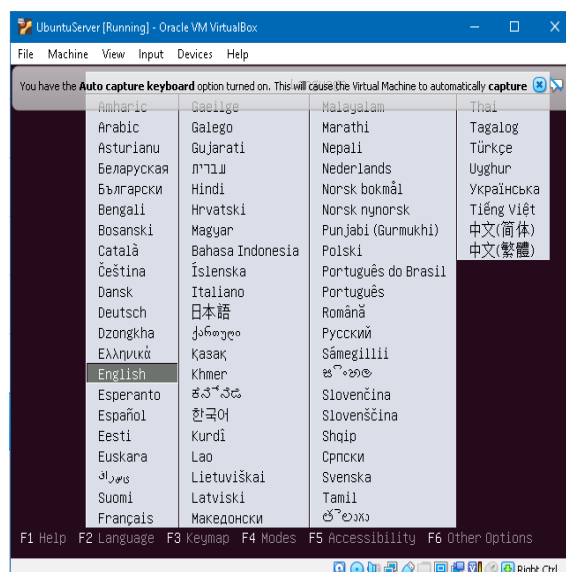 UbuntuServer [Running] - Oracle VM VirtualBox
File Machine View Input Devices Help
You have the Auto capture keyboard option turned on. This will cause the Virtual Machine to automatically capture
Amharic Gaeilge Malayalam Thai
Arabic Galego Marathi Tagalog
Asturianu Gujarati Nepali Türkçe
Беларуская עברית Nederlands Uyghur
Български Hindi Norsk bokmål Українська
Bengali Hrvatski Norsk nynorsk Tiếng Việt
Bosanski Magyar Punjabi (Gurmukhi) 中文(简体)
Català Bahasa Indonesia Polski 中文(繁體)
Čeština Íslenska Português do Brasil
Dansk Italiano Português
Deutsch 日本語 Română
Dzongkha ქართული Русский
Ελληνικά Қазақ Sámegillii
English Khmer සිංහල
Esperanto ಕನ್ನಡ Slovenčina
Español 한국어 Slovenščina
Eesti Kurdî Shqip
Euskara Lao Српски
Lietuviškai Svenska
Suomi Latviski Tamil
Français Македонски తెలుగు
F1 Help F2 Language F3 Keymap F4 Modes F5 Accessibility F6 Other Options
Right Ctrl